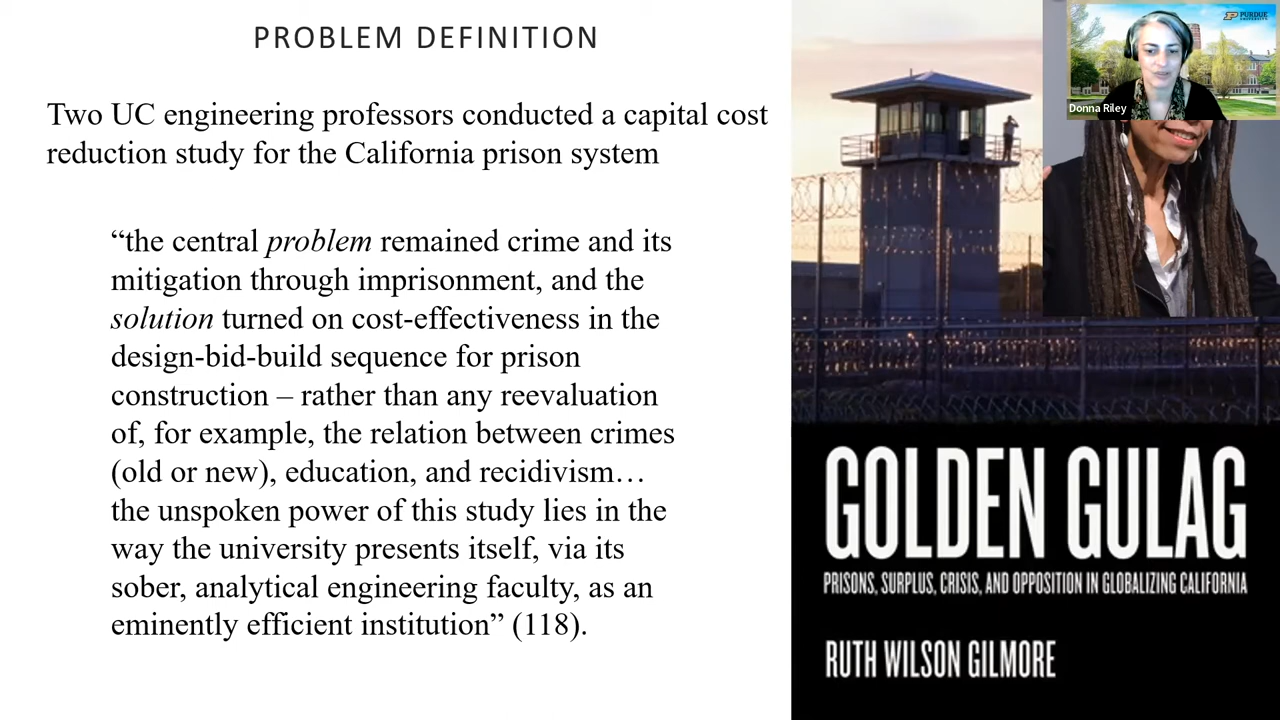 PROBLEM DEFINITION
Two UC engineering professors conducted a capital cost
reduction study for the California prison system
“the central problem remained crime and its
mitigation through imprisonment, and the
solution turned on cost-effectiveness in the
design-bid-build sequence for prison
construction – rather than any reevaluation
of, for example, the relation between crimes
(old or new), education, and recidivism…
the unspoken power of this study lies in the
way the university presents itself, via its
sober, analytical engineering faculty, as an
eminently efficient institution” (118).
PURDUE
UNIVERSITY
Donna Riley
GOLDEN GULAG
PRISONS, SURPLUS, CRISIS, AND OPPOSITION IN GLOBALIZING CALIFORNIA
RUTH WILSON GILMORE